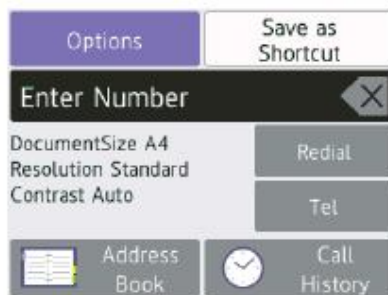 Options
Save as
Shortcut
Enter Number
DocumentSize A4
Resolution Standard
Contrast Auto
Redial
Tel
Address
Book
Call
History